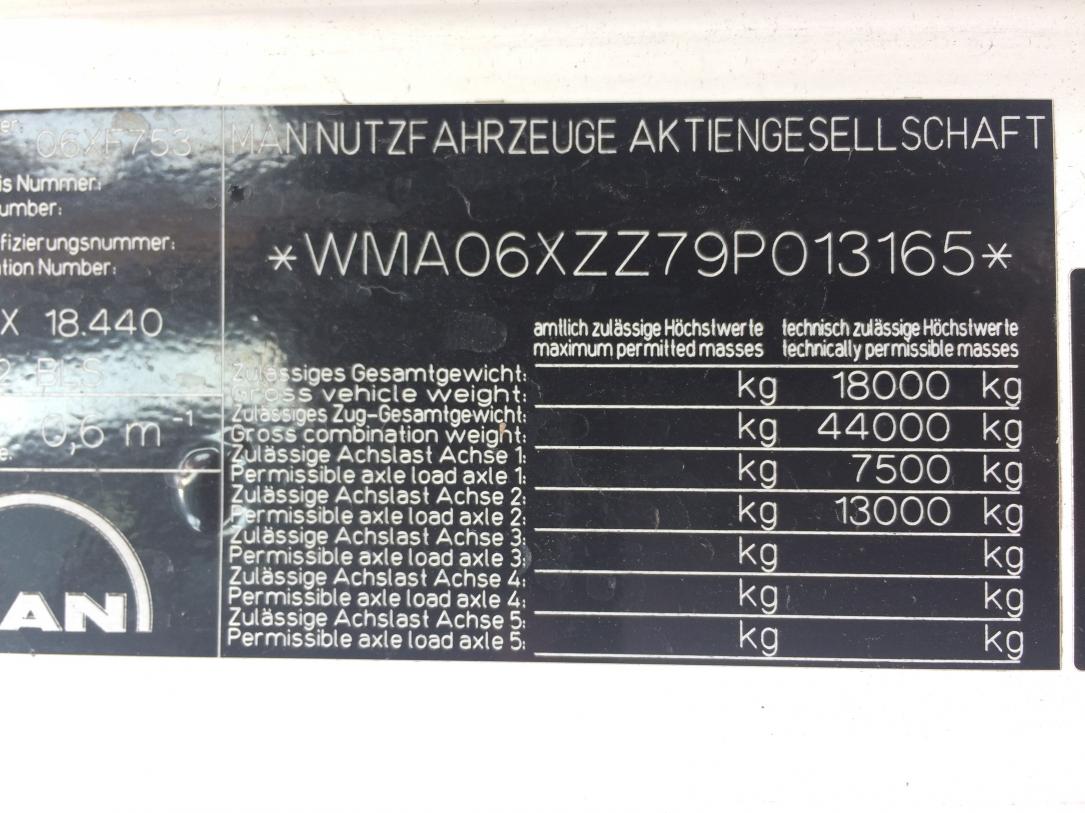 er:
06XF753
is Nummer:
umber:
fizierungsnummer:
ation Number:
X 18.440
2 BLS
0,6 m⁻¹
e.
AN
MAN NUTZFAHRZEUGE AKTIENGESELLSCHAFT
*WMA06XZZ79P013165*
amtlich zulässige Höchstwerte technisch zulässige Höchstwerte
maximum permitted masses technically permissible masses
Zulässiges Gesamtgewicht:
Gross vehicle weight: kg 18000 kg
Zulässiges Zug-Gesamtgewicht:
Gross combination weight: kg 44000 kg
Zulässige Achslast Achse 1:
Permissible axle load axle 1: kg 7500 kg
Zulässige Achslast Achse 2:
Permissible axle load axle 2: kg 13000 kg
Zulässige Achslast Achse 3:
Permissible axle load axle 3: kg kg
Zulässige Achslast Achse 4:
Permissible axle load axle 4: kg kg
Zulässige Achslast Achse 5:
Permissible axle load axle 5: kg kg